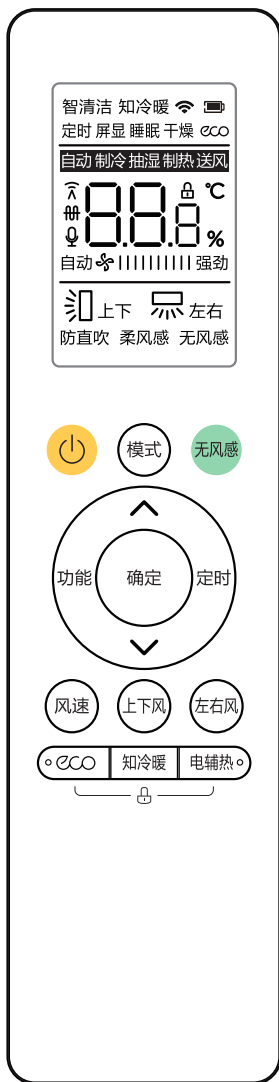 智清洁 知冷暖
定时 屏显 睡眠 干燥 eco
自动 制冷 抽湿 制热 送风
88.8 ℃
%
自动 强劲
上下 左右
防直吹 柔风感 无风感
模式 无风感
功能 确定 定时
风速 上下风 左右风
eco 知冷暖 电辅热